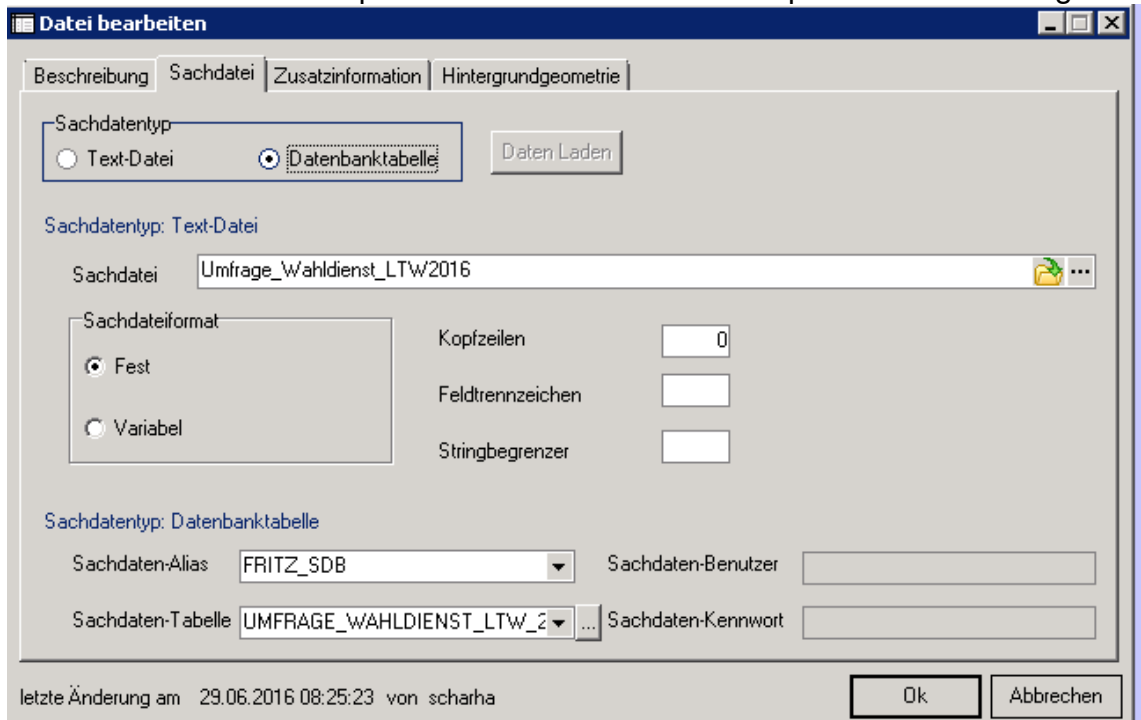 Datei bearbeiten
Beschreibung Sachdatei Zusatzinformation Hintergrundgeometrie
Sachdatentyp
Text-Datei Datenbanktabelle Daten Laden
Sachdatentyp: Text-Datei
Sachdatei Umfrage_Wahldienst_LTW2016 ...
Sachdateiformat
Kopfzeilen 0
Fest
Feldtrennzeichen
Variabel
Stringbegrenzer
Sachdatentyp: Datenbanktabelle
Sachdaten-Alias FRITZ_SDB Sachdaten-Benutzer
Sachdaten-Tabelle UMFRAGE_WAHLDIENST_LTW_2 ... Sachdaten-Kennwort
letzte Änderung am 29.06.2016 08:25:23 von scharha Ok Abbrechen